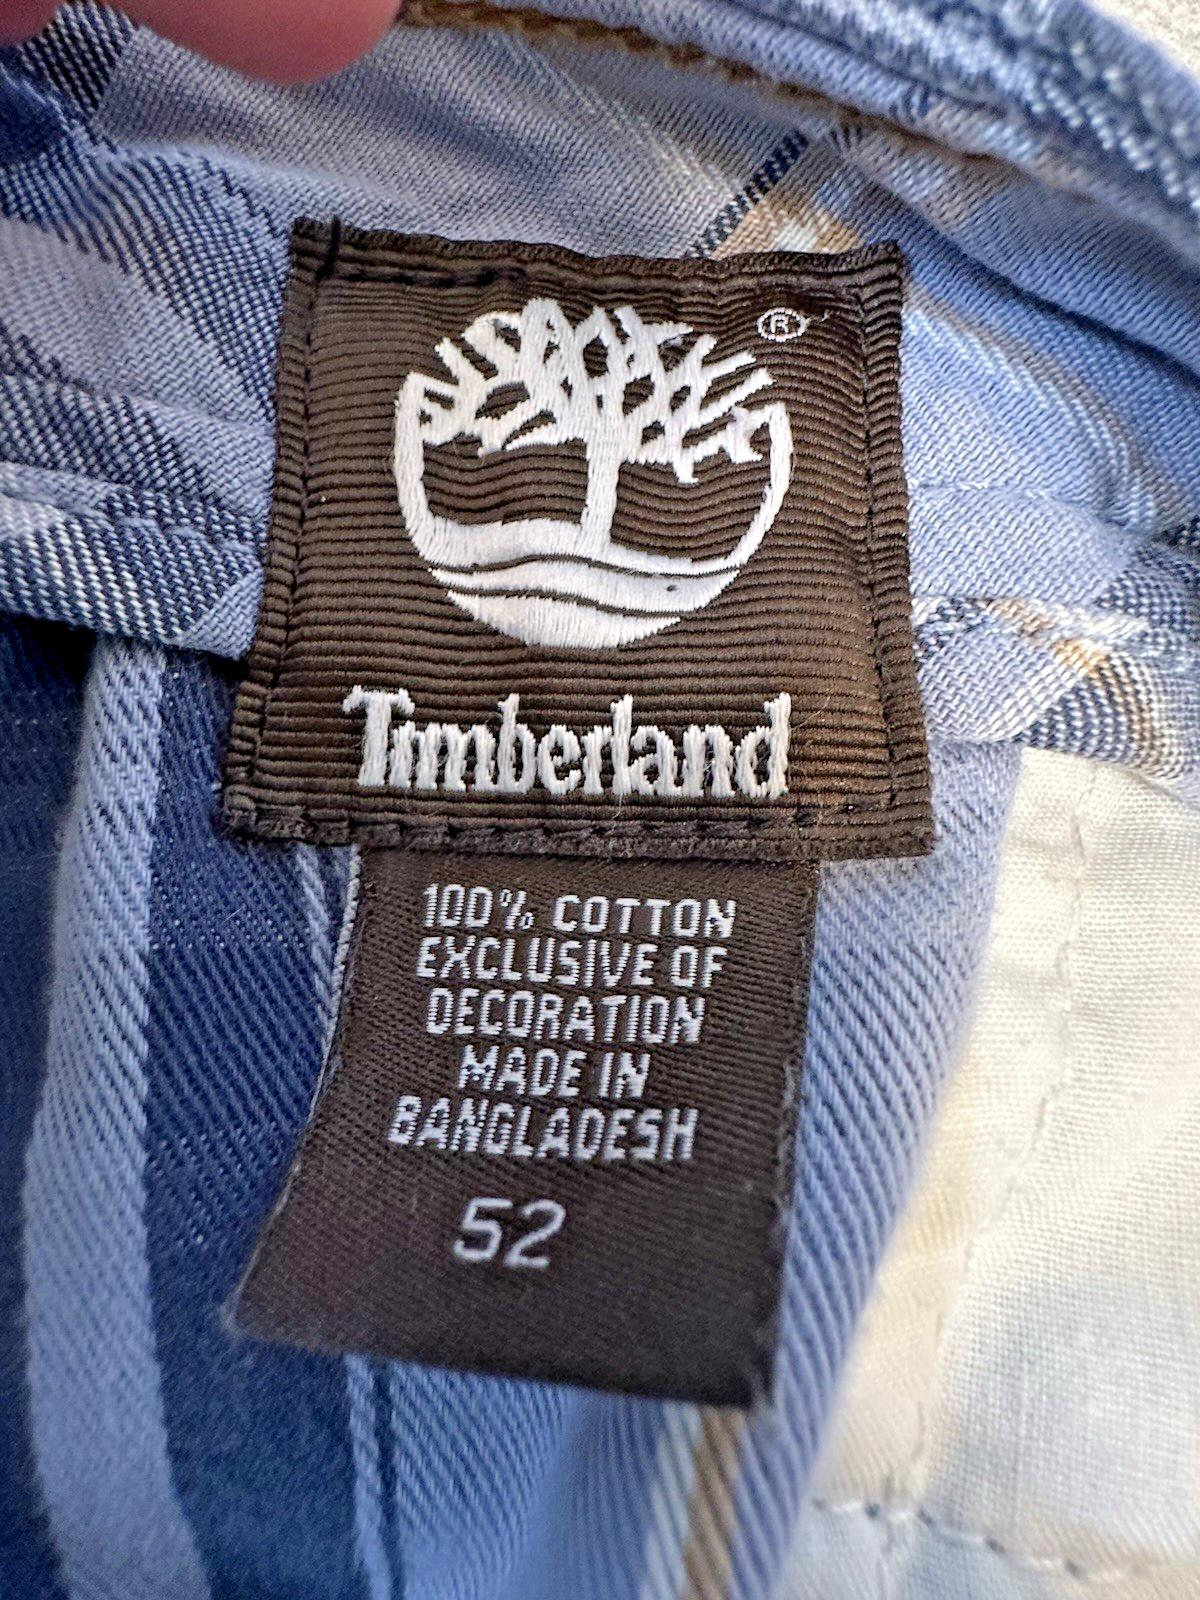 ®
Timberland
100% COTTON
EXCLUSIVE OF
DECORATION
MADE IN
BANGLADESH
52